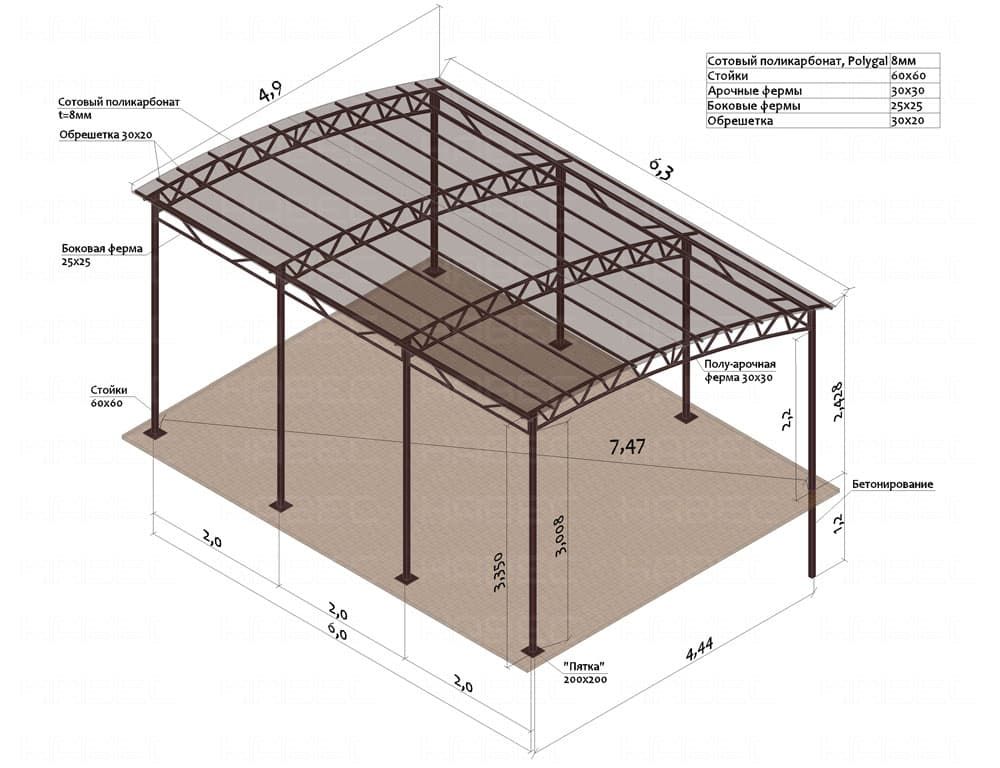 4,9
Сотовый поликарбонат, Polygal 8мм
Стойки 60х60
Арочные фермы 30х30
Боковые фермы 25х25
Обрешетка 30х20
Сотовый поликарбонат
t=8мм
Обрешетка 30х20
6,3
Боковая ферма
25х25
Полу-арочная
ферма 30х30
Стойки
60х60
2,2
2,428
7,47
Бетонирование
1,2
3,350
3,008
2,0
2,0
6,0
2,0
4,44
"Пятка"
200х200